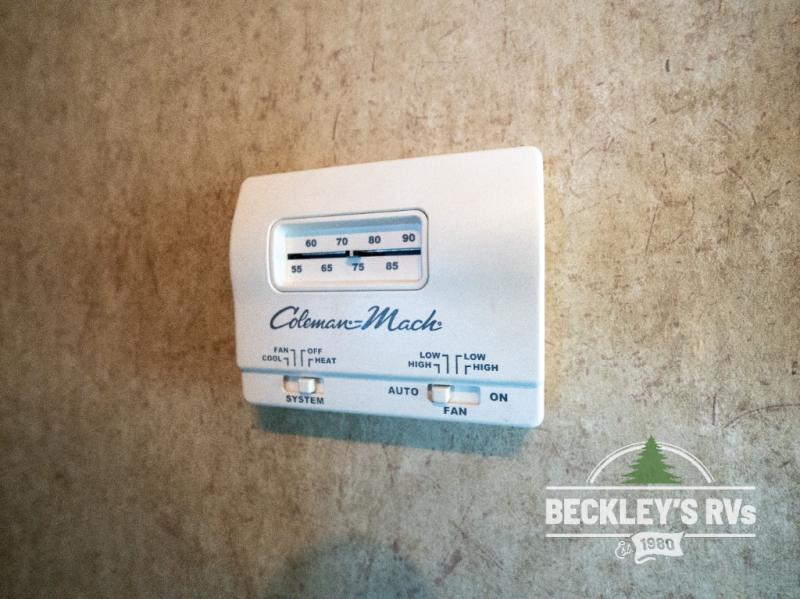 60 70 80 90
55 65 75 85
Coleman-Mach
FAN OFF
COOL HEAT
LOW LOW
HIGH HIGH
AUTO ON
SYSTEM
FAN
BECKLEY'S RVs
Est. 1980